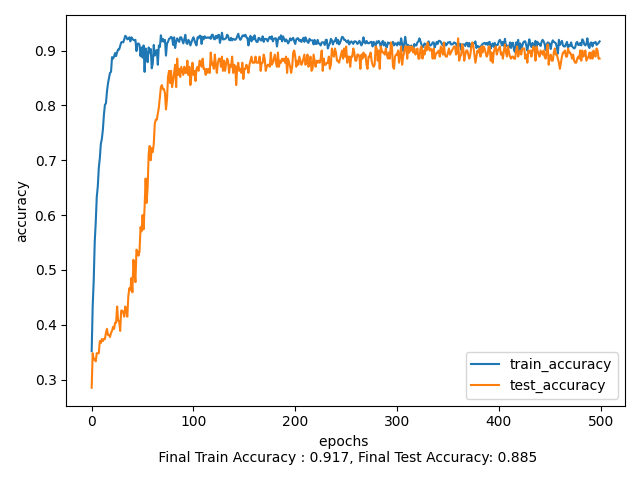 0.9
0.8
0.7
0.6
0.5
0.4
0.3
accuracy
train_accuracy
test_accuracy
0 100 200 300 400 500
epochs
Final Train Accuracy : 0.917, Final Test Accuracy: 0.885